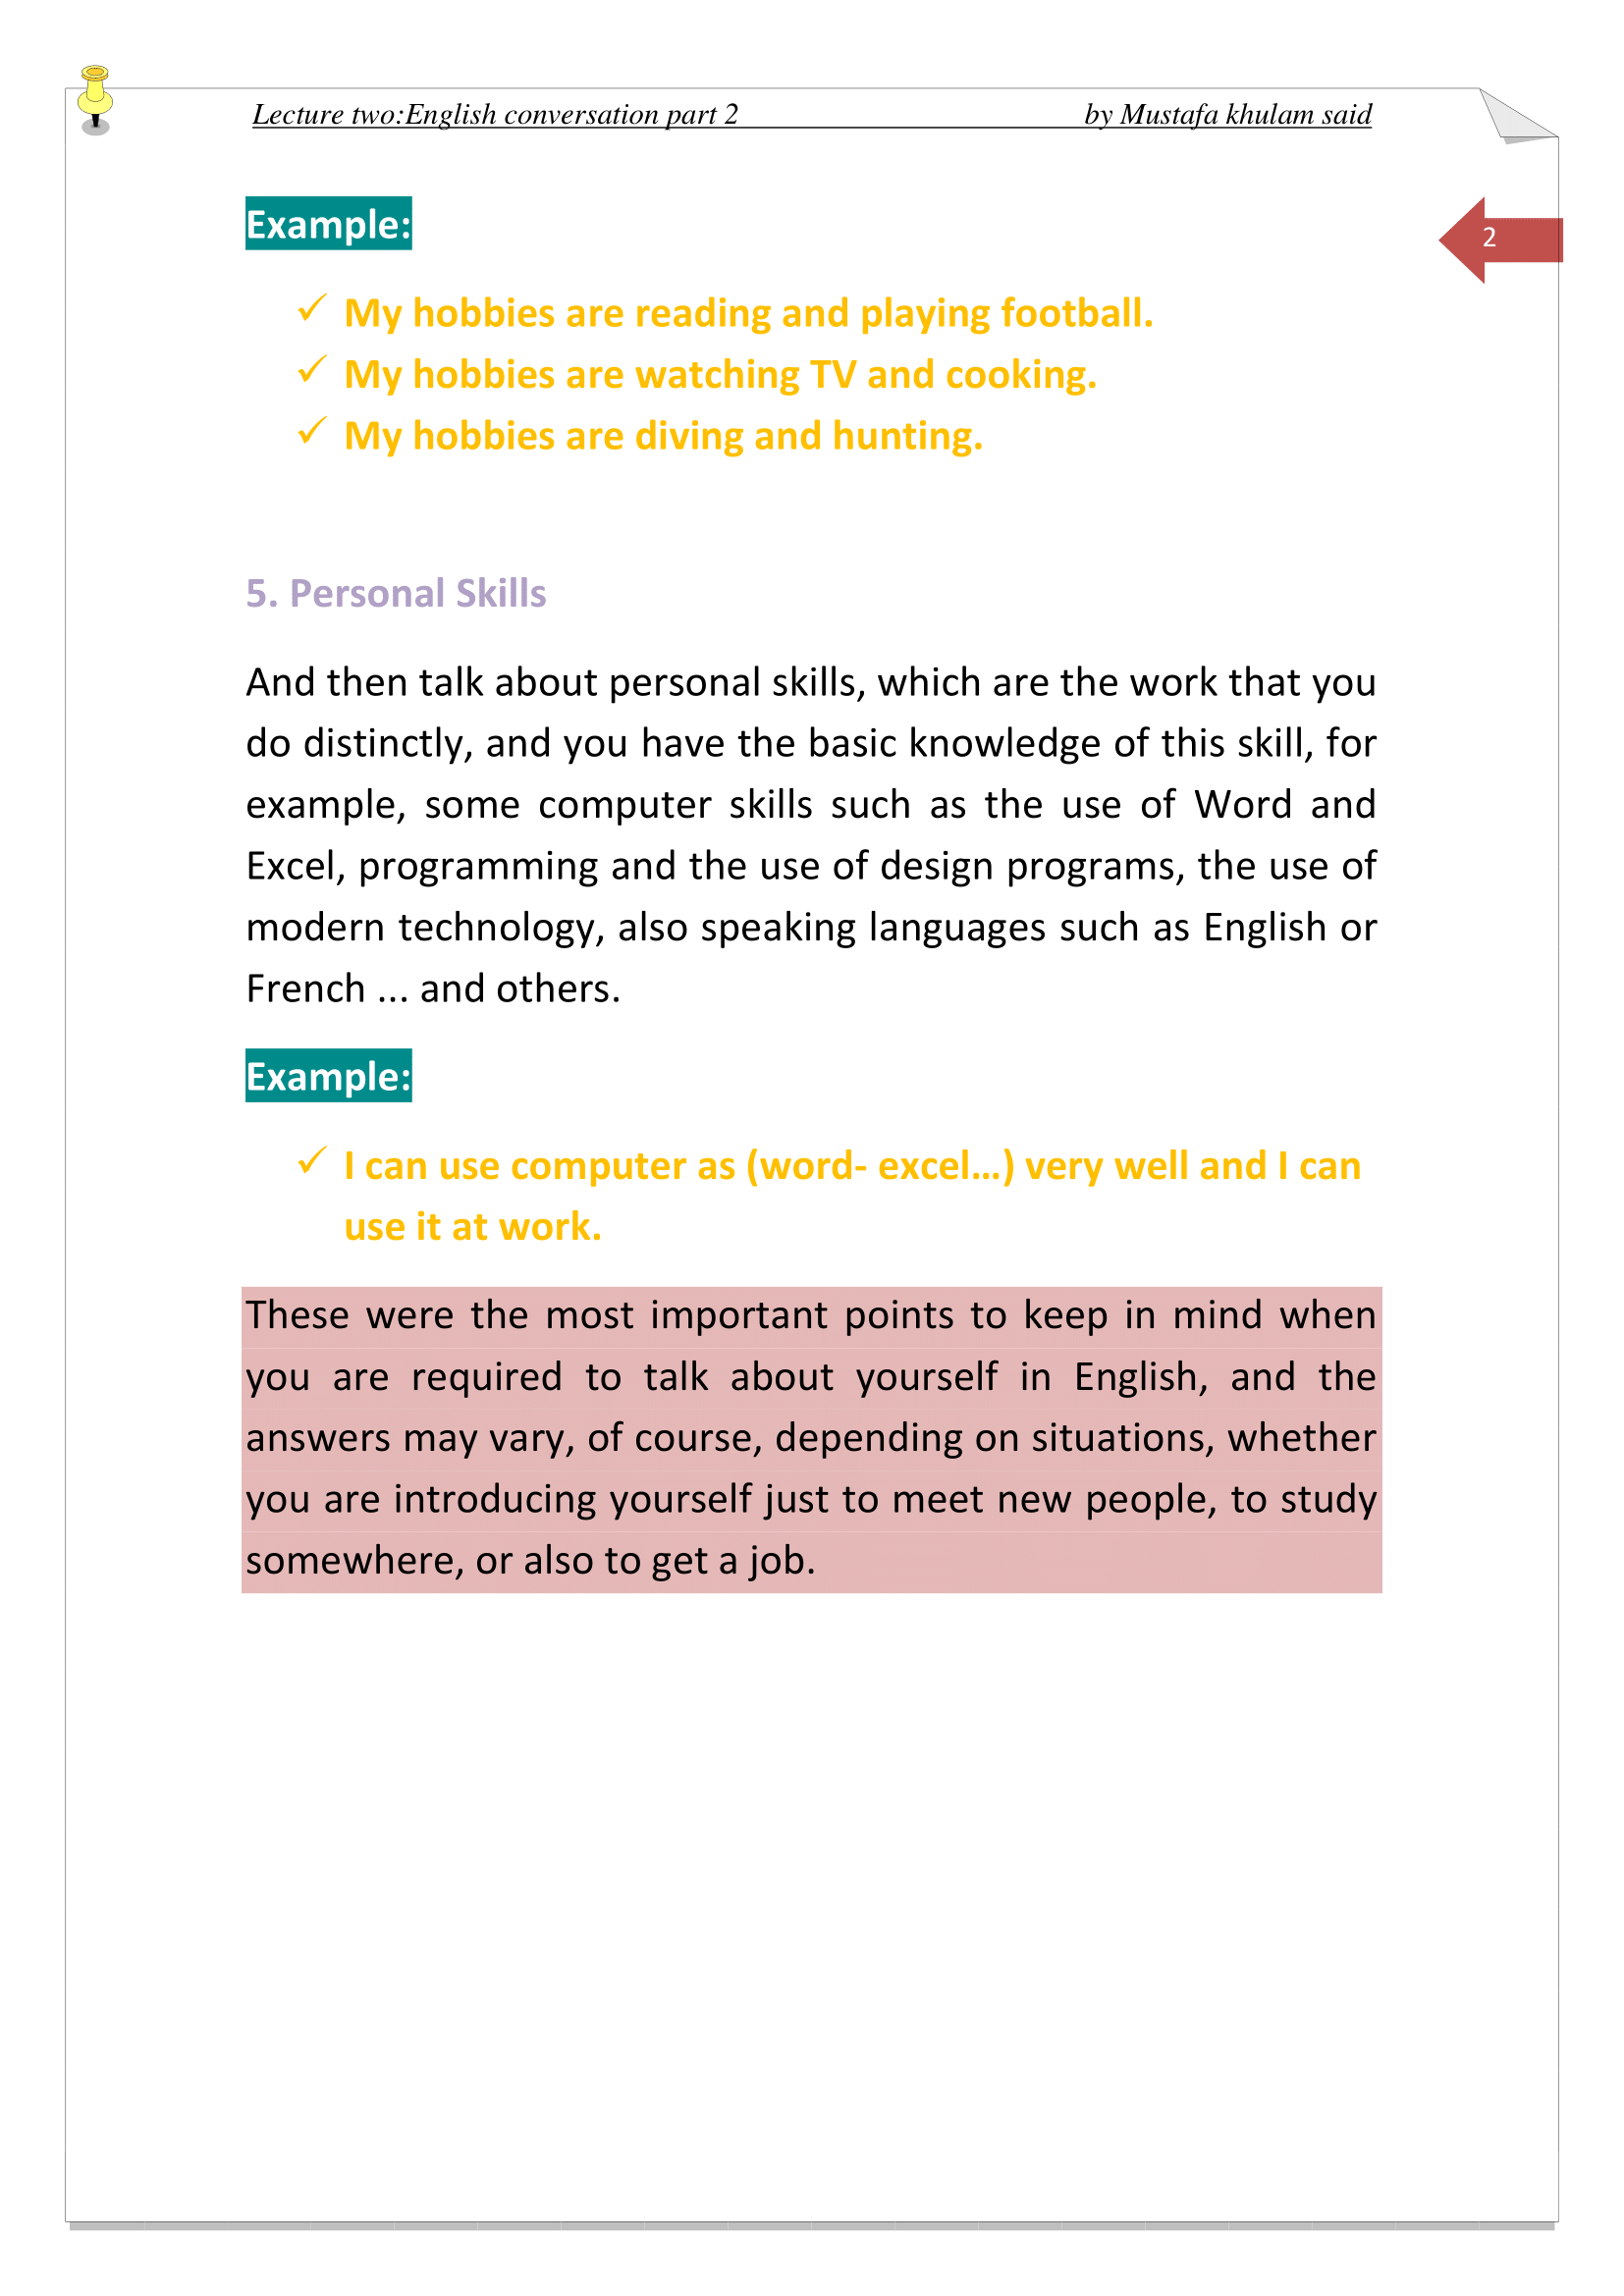 Lecture two:English conversation part 2 by Mustafa khulam said
Example:
2
✓ My hobbies are reading and playing football.
✓ My hobbies are watching TV and cooking.
✓ My hobbies are diving and hunting.
5. Personal Skills
And then talk about personal skills, which are the work that you
do distinctly, and you have the basic knowledge of this skill, for
example, some computer skills such as the use of Word and
Excel, programming and the use of design programs, the use of
modern technology, also speaking languages such as English or
French ... and others.
Example:
✓ I can use computer as (word- excel...) very well and I can
use it at work.
These were the most important points to keep in mind when
you are required to talk about yourself in English, and the
answers may vary, of course, depending on situations, whether
you are introducing yourself just to meet new people, to study
somewhere, or also to get a job.